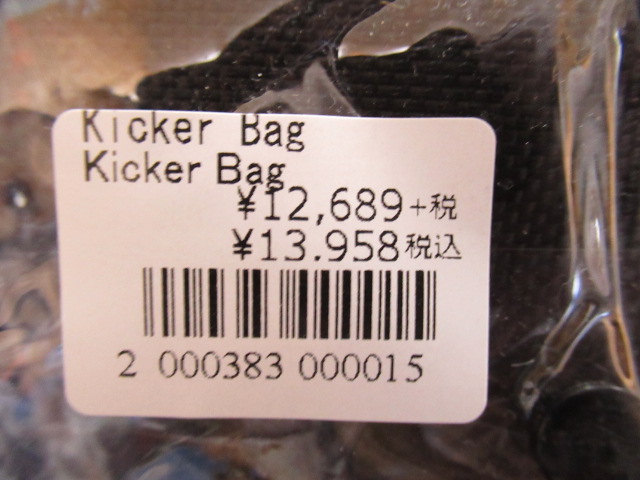 Kicker Bag
Kicker Bag
¥12,689+税
¥13.958税込
2 000383 000015